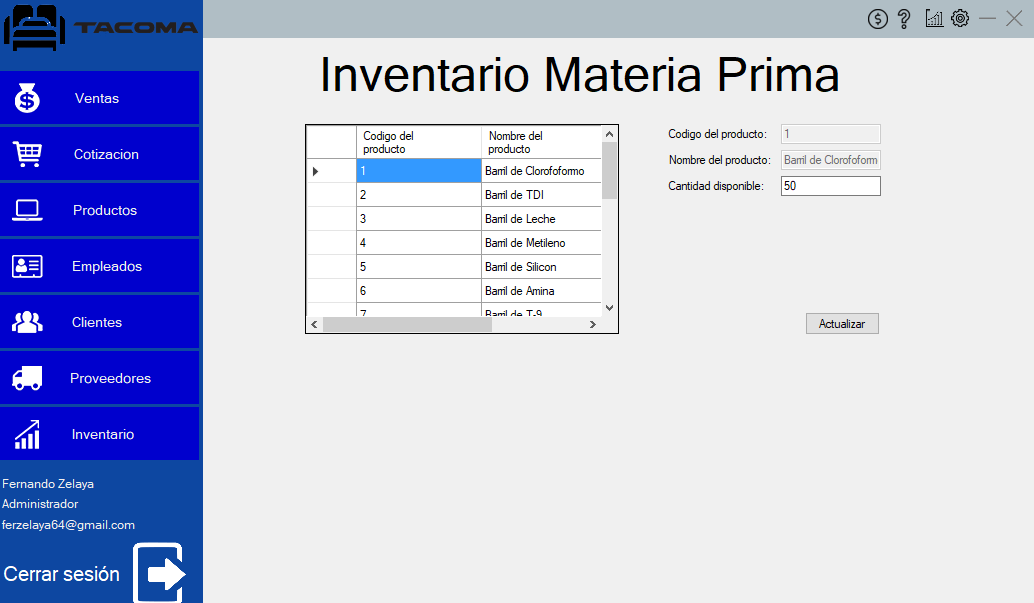 TACOMA
Ventas
Cotizacion
Productos
Empleados
Clientes
Proveedores
Inventario
Fernando Zelaya
Administrador
ferzelaya64@gmail.com
Cerrar sesión
Inventario Materia Prima
Codigo del producto Nombre del producto
1 Barril de Clorofoformo
2 Barril de TDI
3 Barril de Leche
4 Barril de Metileno
5 Barril de Silicon
6 Barril de Amina
7 Barril de T-9
Codigo del producto: 1
Nombre del producto: Barril de Clorofoform
Cantidad disponible: 50
Actualizar